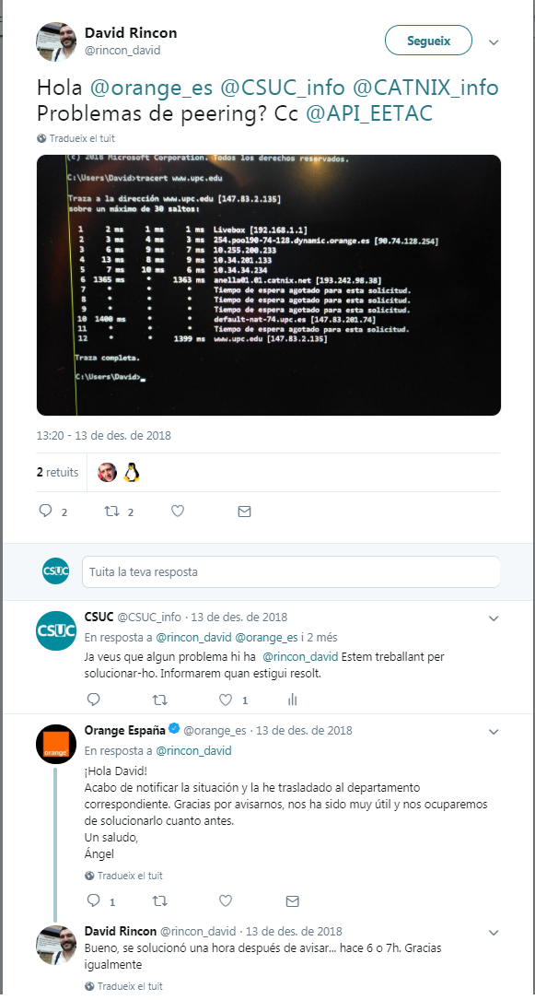 David Rincon
@rincon_david
Segueix
Hola @orange_es @CSUC_info @CATNIX_info
Problemas de peering? Cc @API_EETAC
Tradueix el tuit
(c) 2018 Microsoft Corporation. Todos los derechos reservados.
C:\Users\David>tracert www.upc.edu
Traza a la dirección www.upc.edu [147.83.2.135]
sobre un máximo de 30 saltos:
1 2 ms 1 ms 1 ms Livebox [192.168.1.1]
2 3 ms 4 ms 3 ms 254.pool90-74-128.dynamic.orange.es [90.74.128.254]
3 6 ms 9 ms 7 ms 10.255.200.233
4 13 ms 8 ms 9 ms 10.34.201.133
5 7 ms 10 ms 6 ms 10.34.34.234
6 1365 ms * 1363 ms anella01.01.catnix.net [193.242.98.38]
7 * * * Tiempo de espera agotado para esta solicitud.
8 * * * Tiempo de espera agotado para esta solicitud.
9 * * * Tiempo de espera agotado para esta solicitud.
10 1400 ms * * default-nat-74.upc.es [147.83.201.74]
11 * * * Tiempo de espera agotado para esta solicitud.
12 * * 1399 ms www.upc.edu [147.83.2.135]
Traza completa.
C:\Users\David>_
13:20 - 13 de des. de 2018
2 retuits
2 2
CSUC Tuita la teva resposta
CSUC CSUC @CSUC_info · 13 de des. de 2018
En resposta a @rincon_david @orange_es i 2 més
Ja veus que algun problema hi ha @rincon_david Estem treballant per
solucionar-ho. Informarem quan estigui resolt.
1
orange Orange España @orange_es · 13 de des. de 2018
En resposta a @rincon_david
¡Hola David!
Acabo de notificar la situación y la he trasladado al departamento
correspondiente. Gracias por avisarnos, nos ha sido muy útil y nos ocuparemos
de solucionarlo cuanto antes.
Un saludo,
Ángel
Tradueix el tuit
1
David Rincon @rincon_david · 13 de des. de 2018
Bueno, se solucionó una hora después de avisar... hace 6 o 7h. Gracias
igualmente
Tradueix el tuit